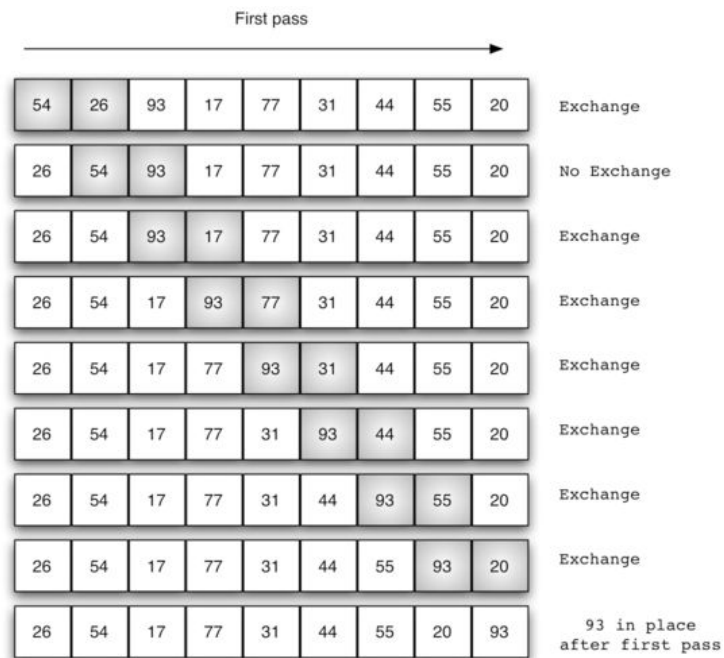 First pass
54 26 93 17 77 31 44 55 20 Exchange
26 54 93 17 77 31 44 55 20 No Exchange
26 54 93 17 77 31 44 55 20 Exchange
26 54 17 93 77 31 44 55 20 Exchange
26 54 17 77 93 31 44 55 20 Exchange
26 54 17 77 31 93 44 55 20 Exchange
26 54 17 77 31 44 93 55 20 Exchange
26 54 17 77 31 44 55 93 20 Exchange
26 54 17 77 31 44 55 20 93 93 in place
after first pass